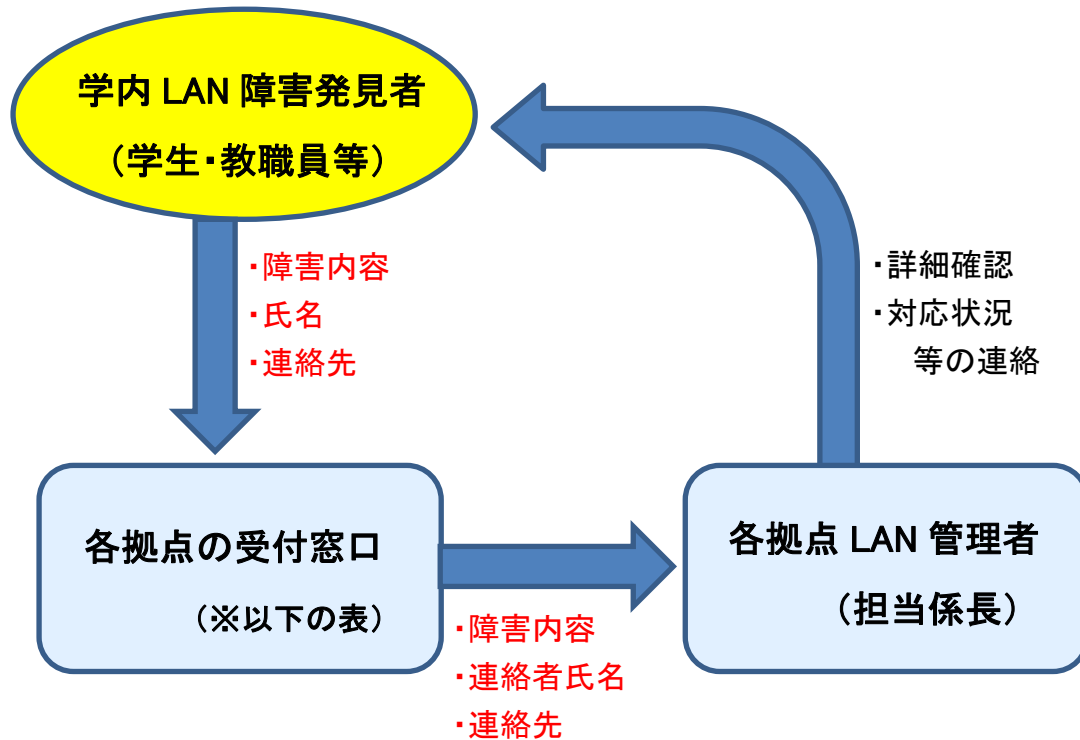 学内 LAN 障害発見者
（学生・教職員等）
・障害内容
・氏名
・連絡先
・詳細確認
・対応状況
等の連絡
各拠点の受付窓口
（※以下の表）
・障害内容
・連絡者氏名
・連絡先
各拠点 LAN 管理者
（担当係長）